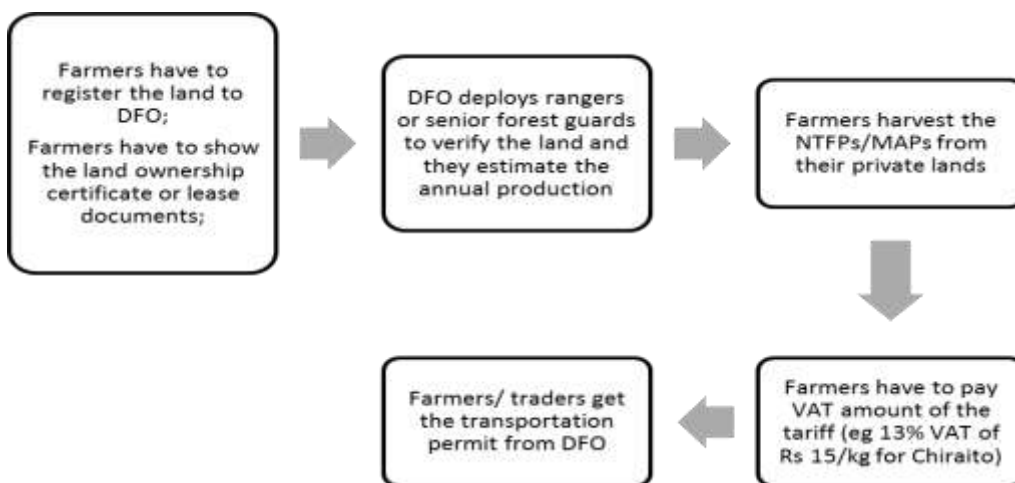 Farmers have to
register the land to
DFO;
Farmers have to show
the land ownership
certificate or lease
documents;
DFO deploys rangers
or senior forest guards
to verify the land and
they estimate the
annual production
Farmers harvest the
NTFPs/MAPs from
their private lands
Farmers have to pay
VAT amount of the
tariff (eg 13% VAT of
Rs 15/kg for Chiraito)
Farmers/ traders get
the transportation
permit from DFO